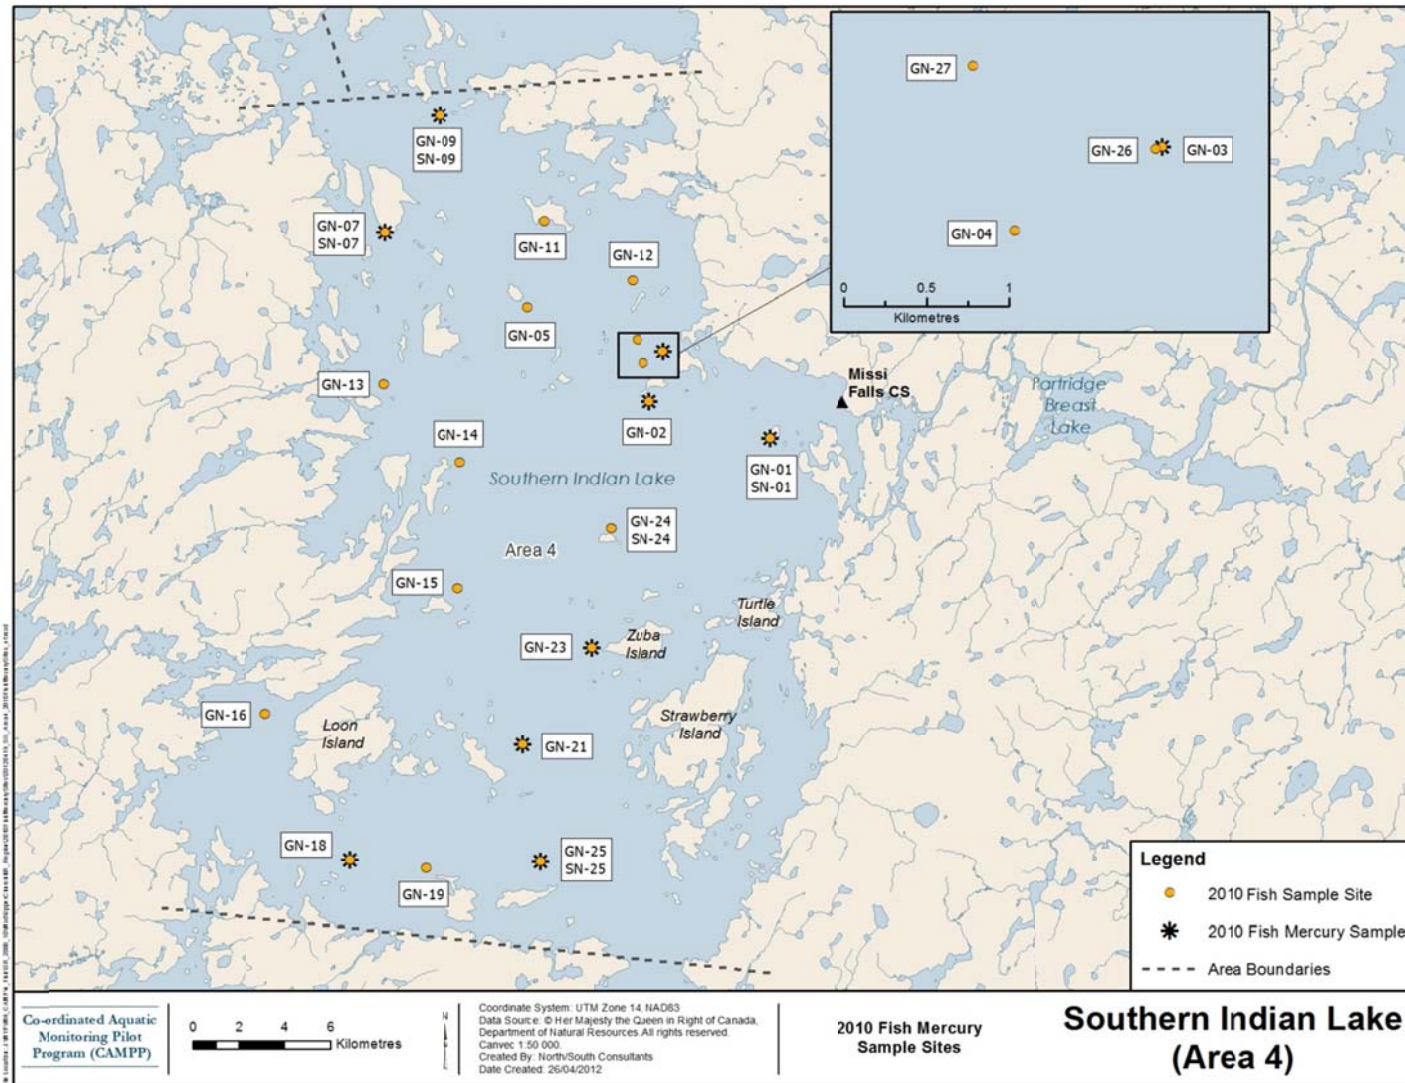 GN-27
GN-26
GN-03
GN-04
0 0.5 1
Kilometres
GN-09
SN-09
GN-07
SN-07
GN-11
GN-12
GN-05
GN-13
Missi
Falls CS
Partridge
Breast
Lake
GN-02
GN-14
GN-01
SN-01
Southern Indian Lake
GN-24
SN-24
Area 4
GN-15
Turtle
Island
GN-23
Zuba
Island
GN-16
Loon
Island
Strawberry
Island
GN-21
GN-18
GN-25
SN-25
GN-19
Legend
2010 Fish Sample Site
2010 Fish Mercury Sample
Area Boundaries
Co-ordinated Aquatic
Monitoring Pilot
Program (CAMPP)
0 2 4 6
Kilometres
N
Coordinate System: UTM Zone 14 NAD83
Data Source: © Her Majesty the Queen in Right of Canada,
Department of Natural Resources. All rights reserved.
Canvec 1:50 000.
Created By: North/South Consultants
Date Created: 26/04/2012
2010 Fish Mercury
Sample Sites
Southern Indian Lake
(Area 4)